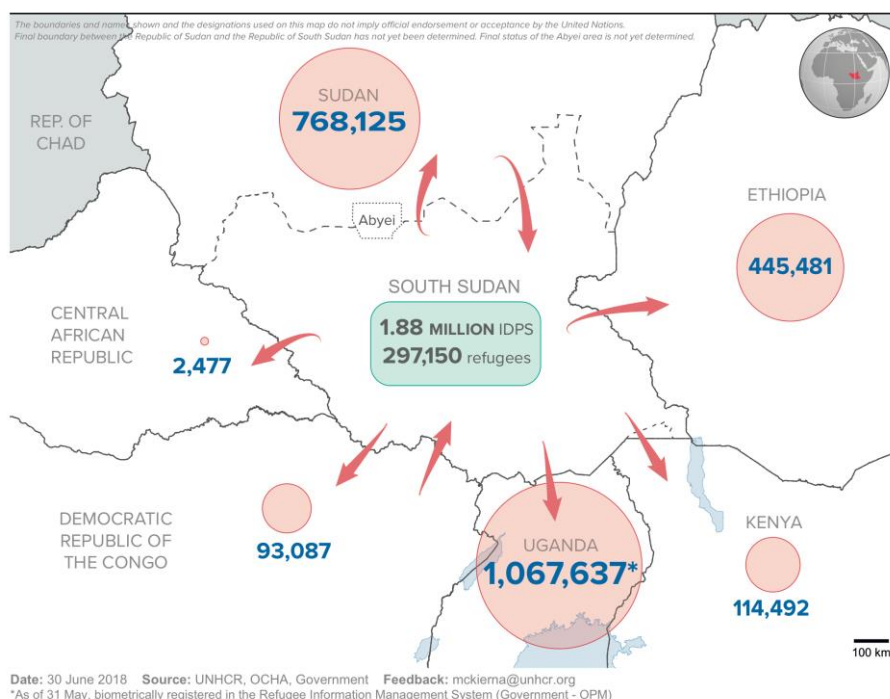 The boundaries and names shown and the designations used on this map do not imply official endorsement or acceptance by the United Nations.
Final boundary between the Republic of Sudan and the Republic of South Sudan has not yet been determined. Final status of the Abyei area is not yet determined.
SUDAN
768,125
REP. OF
CHAD
Abyei
ETHIOPIA
445,481
SOUTH SUDAN
1.88 MILLION IDPS
297,150 refugees
CENTRAL
AFRICAN
REPUBLIC
2,477
DEMOCRATIC
REPUBLIC OF
THE CONGO
93,087
UGANDA
1,067,637*
KENYA
114,492
100 km
Date: 30 June 2018 Source: UNHCR, OCHA, Government Feedback: mckierna@unhcr.org
*As of 31 May, biometrically registered in the Refugee Information Management System (Government - OPM)